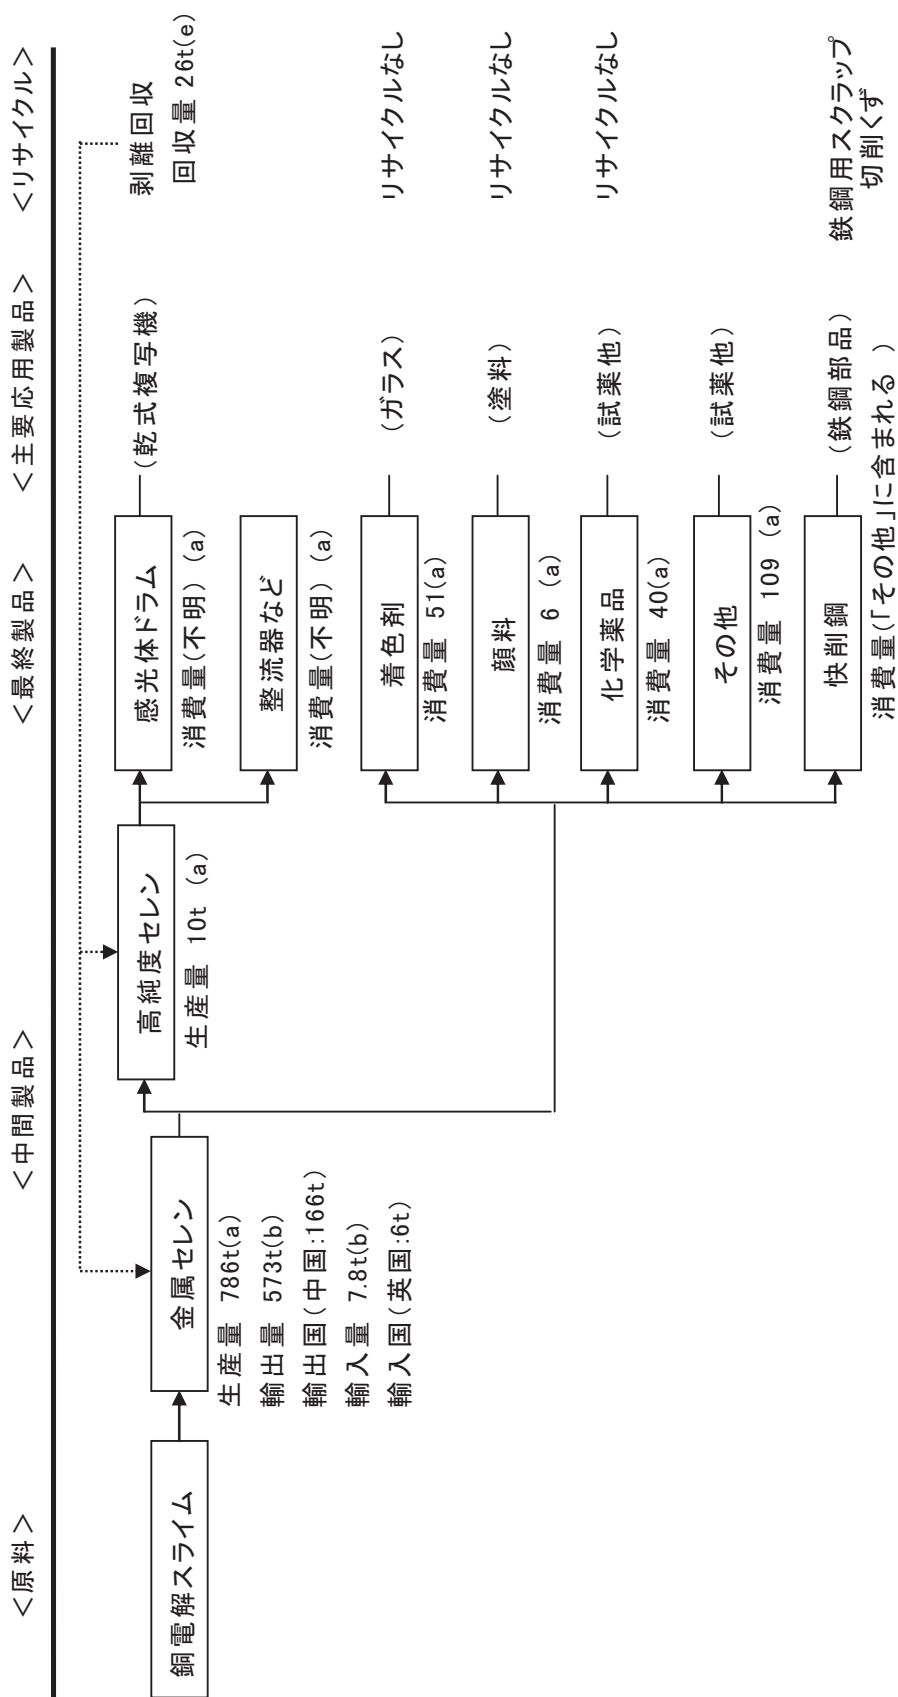 ＜原料＞
＜中間製品＞
＜最終製品＞
＜主要応用製品＞
＜リサイクル＞
銅電解スライム
金属セレン
生産量 786t(a)
輸出量 573t(b)
輸出国(中国:166t)
輸入量 7.8t(b)
輸入国(英国:6t)
高純度セレン
生産量 10t (a)
感光体ドラム
消費量(不明) (a)
(乾式複写機)
剥離回収
回収量 26t(e)
整流器など
消費量(不明) (a)
着色剤
消費量 51(a)
(ガラス)
リサイクルなし
顔料
消費量 6 (a)
(塗料)
リサイクルなし
化学薬品
消費量 40(a)
(試薬他)
リサイクルなし
その他
消費量 109 (a)
(試薬他)
快削鋼
消費量(「その他」に含まれる )
(鉄鋼部品)
鉄鋼用スクラップ
切削くず